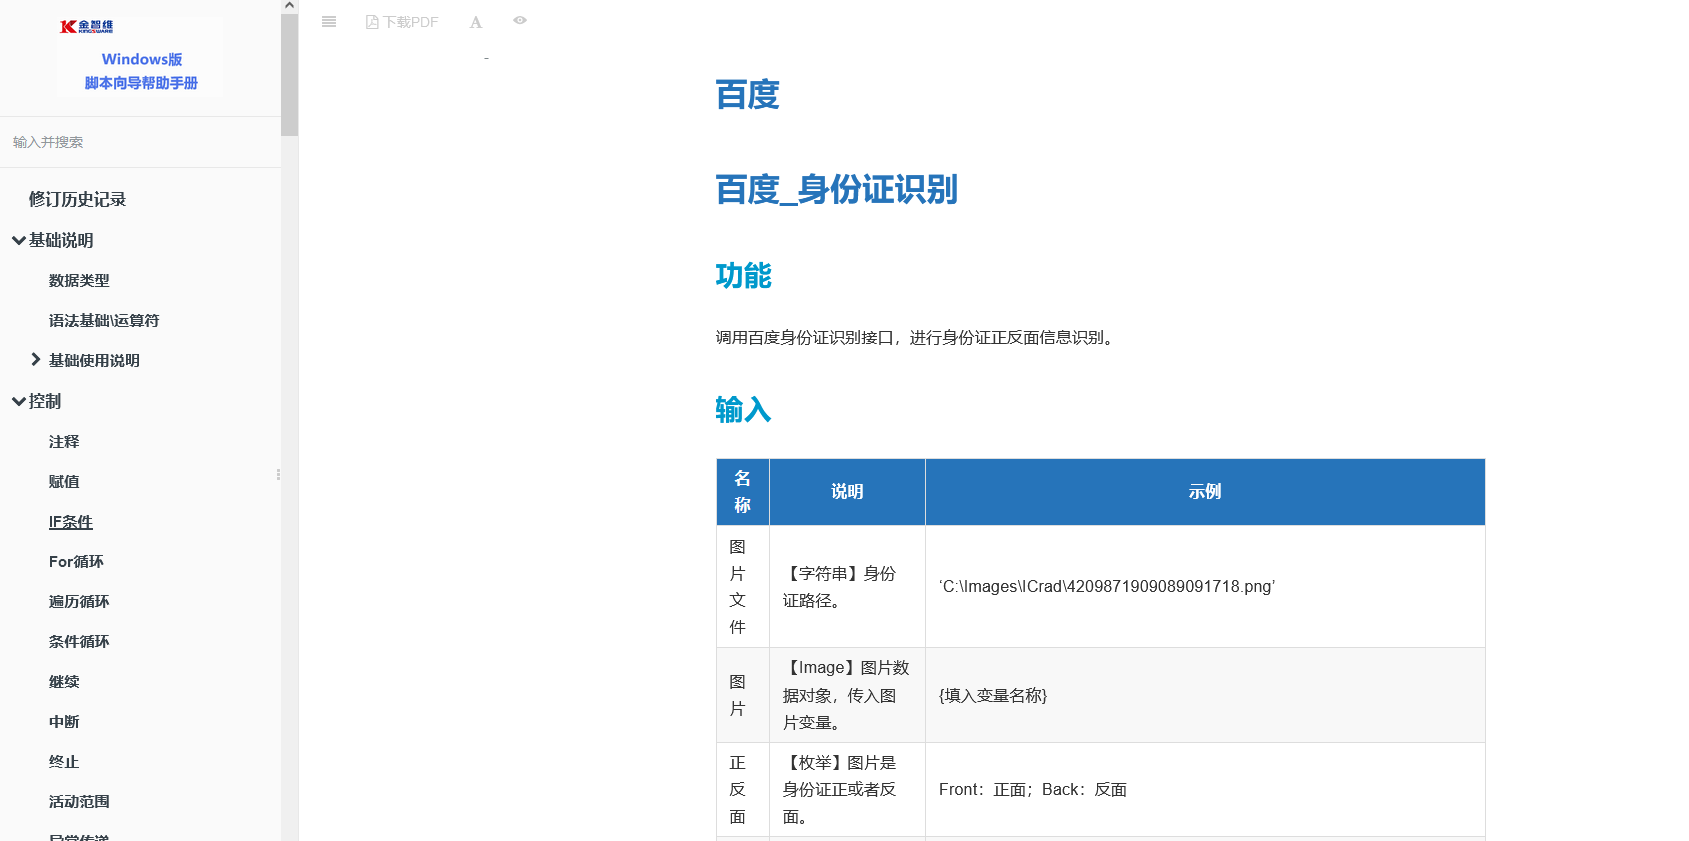 金智维
KINGSWARE
Windows版
脚本向导帮助手册
输入并搜索
修订历史记录
基础说明
数据类型
语法基础\运算符
基础使用说明
控制
注释
赋值
IF条件
For循环
遍历循环
条件循环
继续
中断
终止
活动范围
异常传递
下载PDF
A
-
百度
百度_身份证识别
功能
调用百度身份证识别接口，进行身份证正反面信息识别。
输入
名
称
说明
示例
图
片
文
件
【字符串】身份
证路径。
‘C:\Images\ICrad\4209871909089091718.png’
图
片
【Image】图片数
据对象，传入图
片变量。
{填入变量名称}
正
反
面
【枚举】图片是
身份证正或者反
面。
Front：正面；Back：反面